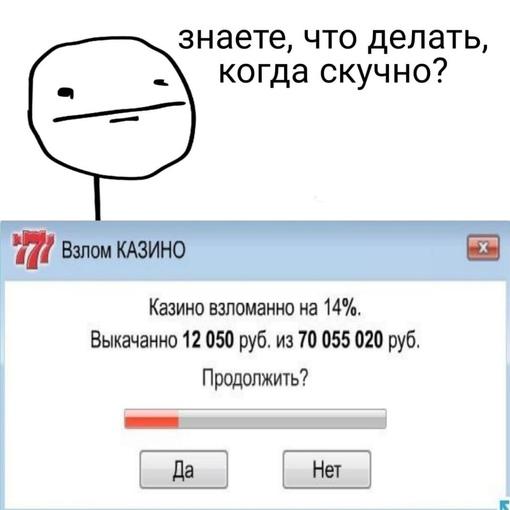 знаете, что делать,
когда скучно?
777 Взлом КАЗИНО
Казино взломанно на 14%.
Выкачанно 12 050 руб. из 70 055 020 руб.
Продолжить?
Да Нет